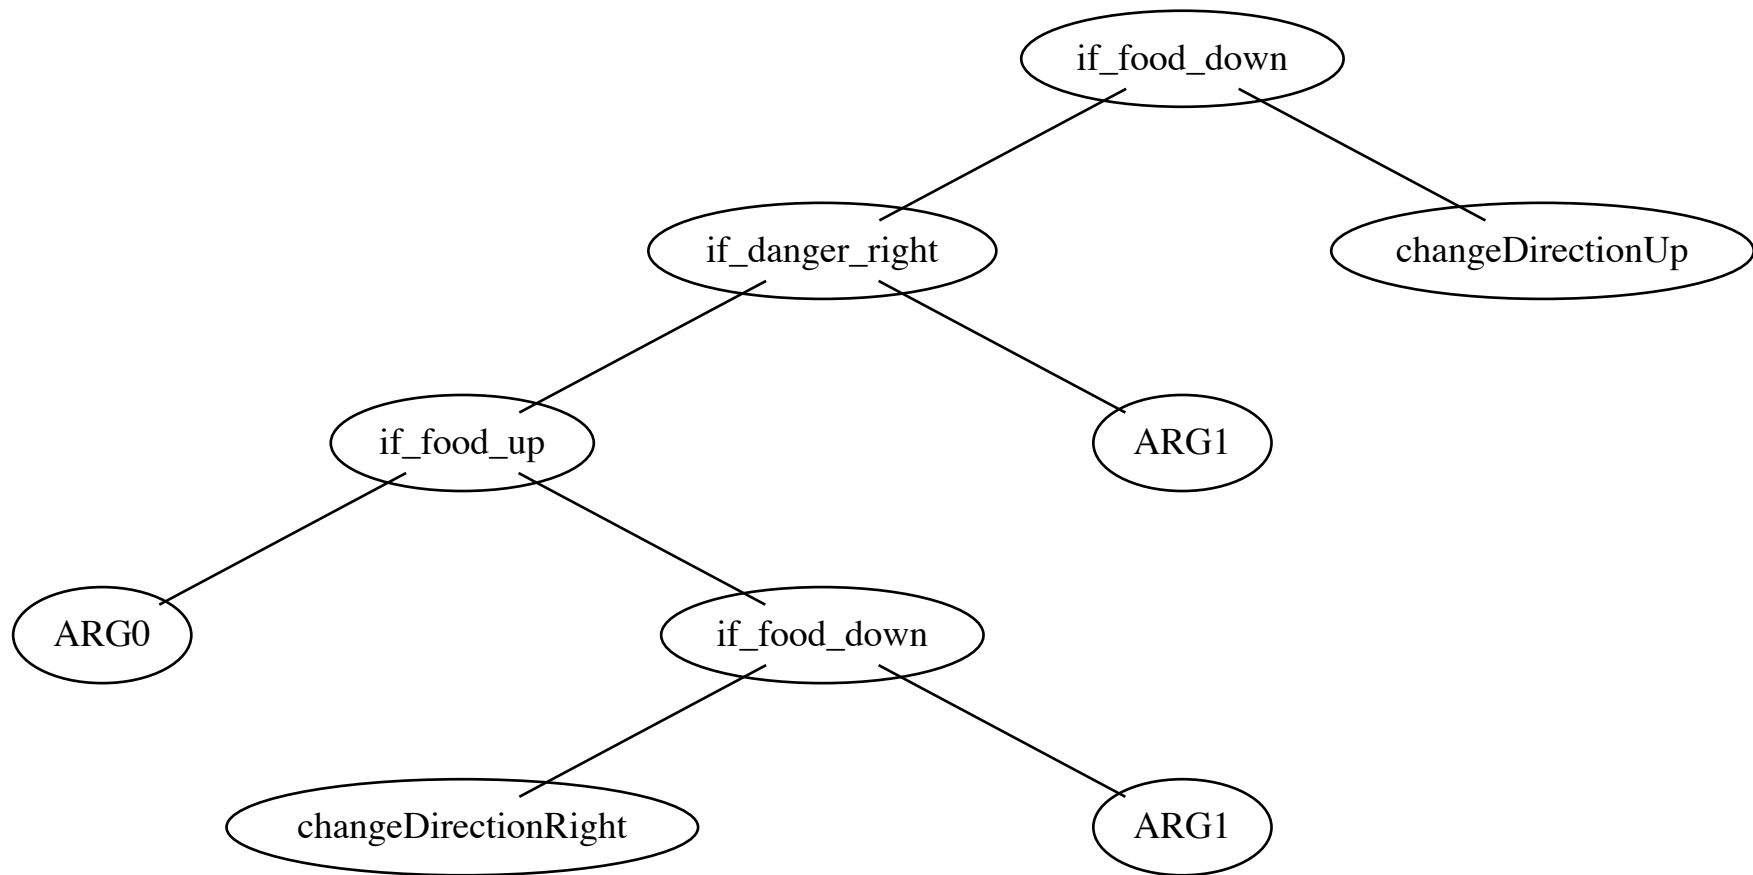 if_food_down
if_danger_right
changeDirectionUp
if_food_up
ARG1
ARG0
if_food_down
changeDirectionRight
ARG1